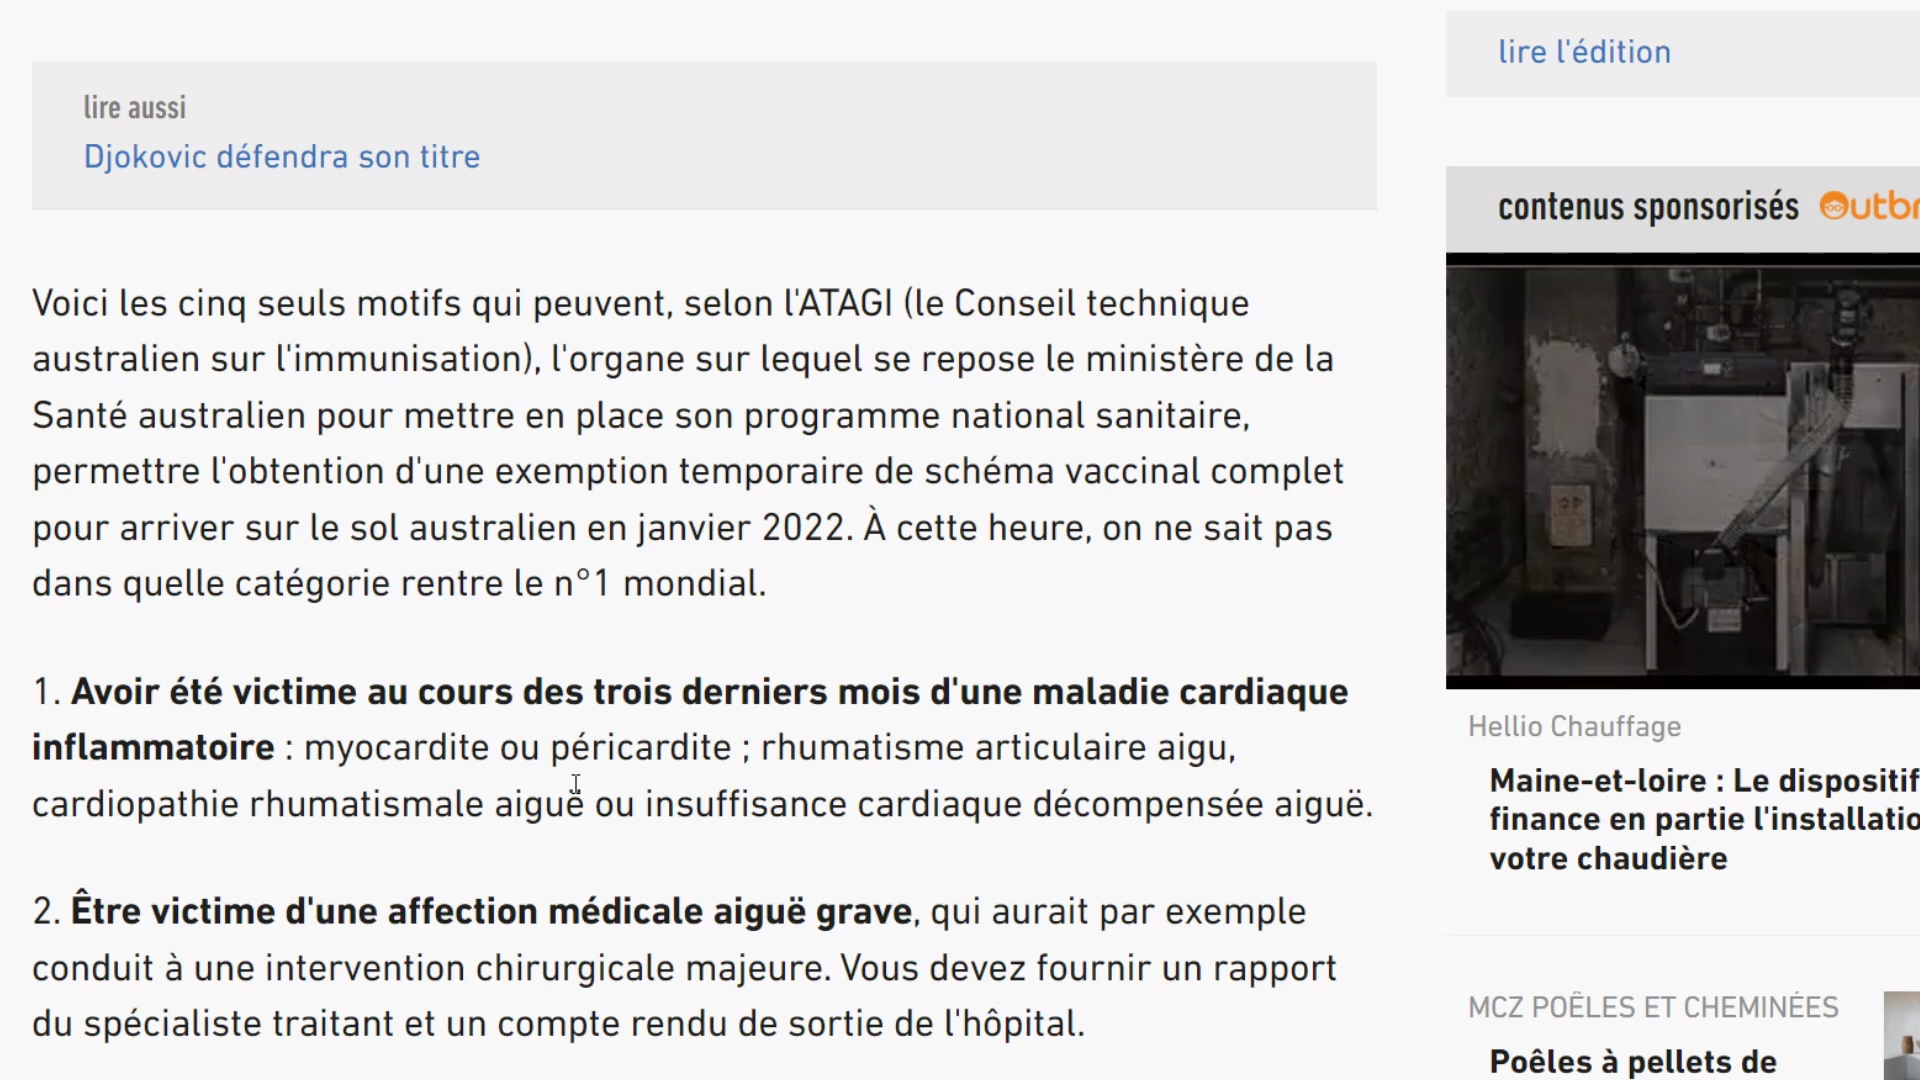 lire l'édition
lire aussi
Djokovic défendra son titre
contenus sponsorisés
Voici les cinq seuls motifs qui peuvent, selon l'ATAGI (le Conseil technique
australien sur l'immunisation), l'organe sur lequel se repose le ministère de la
Santé australien pour mettre en place son programme national sanitaire,
permettre l'obtention d'une exemption temporaire de schéma vaccinal complet
pour arriver sur le sol australien en janvier 2022. À cette heure, on ne sait pas
dans quelle catégorie rentre le n°1 mondial.
1. Avoir été victime au cours des trois derniers mois d'une maladie cardiaque
inflammatoire : myocardite ou péricardite ; rhumatisme articulaire aigu,
cardiopathie rhumatismale aiguë ou insuffisance cardiaque décompensée aiguë.
2. Être victime d'une affection médicale aiguë grave, qui aurait par exemple
conduit à une intervention chirurgicale majeure. Vous devez fournir un rapport
du spécialiste traitant et un compte rendu de sortie de l'hôpital.
Hellio Chauffage
Maine-et-loire : Le dispositif
finance en partie l'installatio
votre chaudière
MCZ POÊLES ET CHEMINÉES
Poêles à pellets de